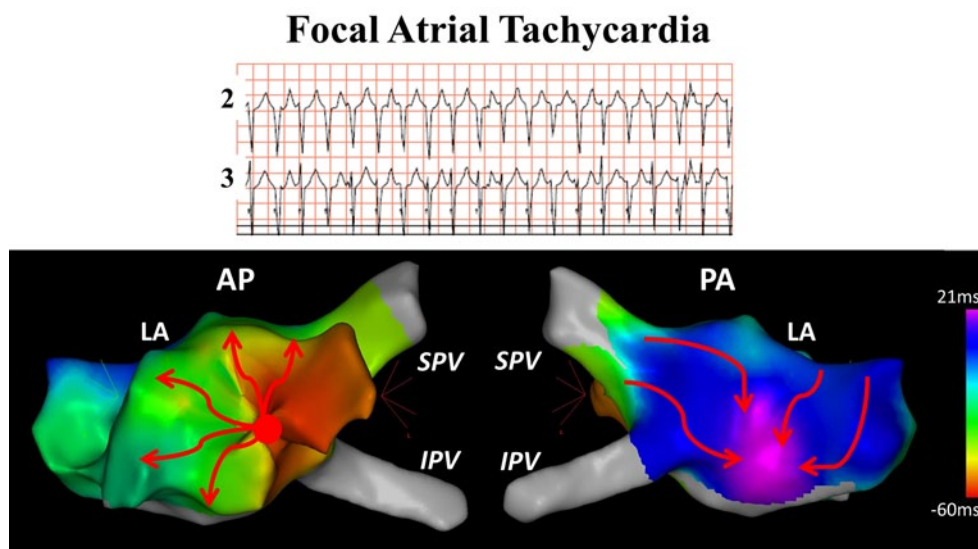 Focal Atrial Tachycardia
2
3
AP
PA
21ms
LA
LA
SPV
SPV
IPV
IPV
-60ms